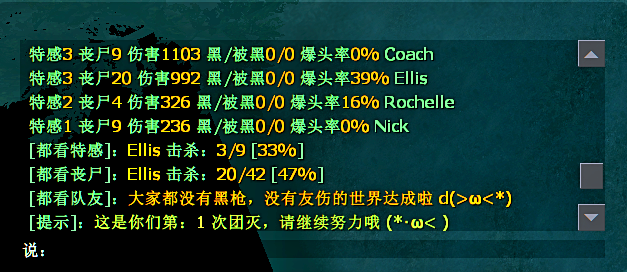 特感3 丧尸9 伤害1103 黑/被黑0/0 爆头率0% Coach
特感3 丧尸20 伤害992 黑/被黑0/0 爆头率39% Ellis
特感2 丧尸4 伤害326 黑/被黑0/0 爆头率16% Rochelle
特感1 丧尸9 伤害236 黑/被黑0/0 爆头率0% Nick
[都看特感]：Ellis 击杀：3/9 [33%]
[都看丧尸]：Ellis 击杀：20/42 [47%]
[都看队友]：大家都没有黑枪，没有友伤的世界达成啦 d(>ω<*)
[提示]：这是你们第：1 次团灭，请继续努力哦 (*･ω< )
说：